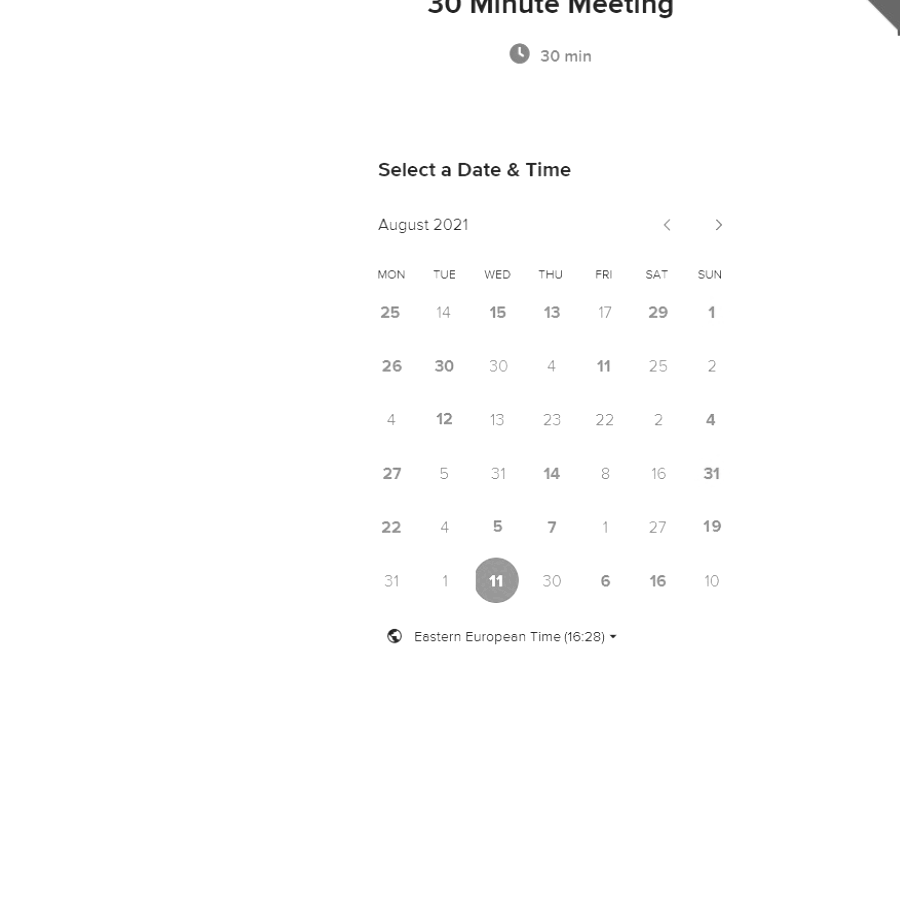 30 Minute Meeting
30 min
Select a Date & Time
August 2021
MON TUE WED THU FRI SAT SUN
25 14 15 13 17 29 1
26 30 30 4 11 25 2
4 12 13 23 22 2 4
27 5 31 14 8 16 31
22 4 5 7 1 27 19
31 1 11 30 6 16 10
Eastern European Time (16:28)